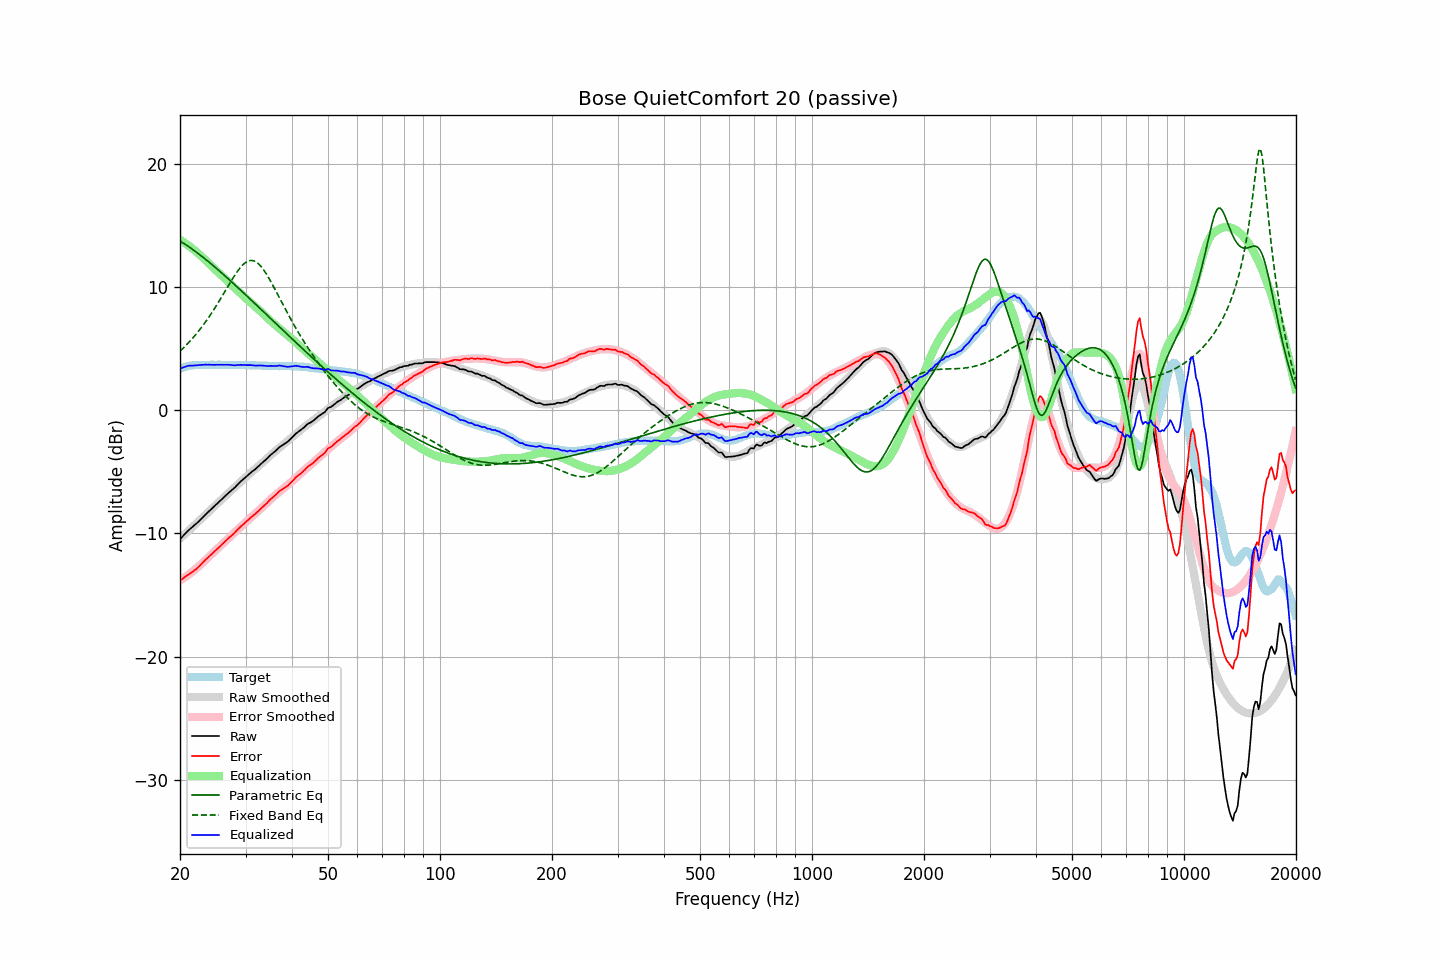 Bose QuietComfort 20 (passive)
Amplitude (dBr)
20
10
0
−10
−20
−30
Target
Raw Smoothed
Error Smoothed
Raw
Error
Equalization
Parametric Eq
Fixed Band Eq
Equalized
20 50 100 200 500 1000 2000 5000 10000 20000
Frequency (Hz)